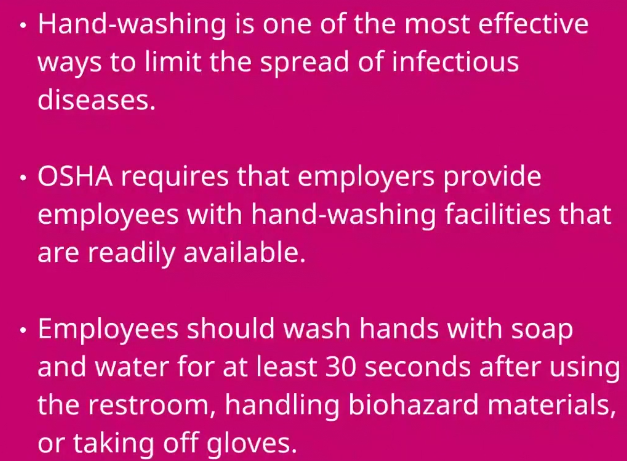 • Hand-washing is one of the most effective
ways to limit the spread of infectious
diseases.
• OSHA requires that employers provide
employees with hand-washing facilities that
are readily available.
• Employees should wash hands with soap
and water for at least 30 seconds after using
the restroom, handling biohazard materials,
or taking off gloves.